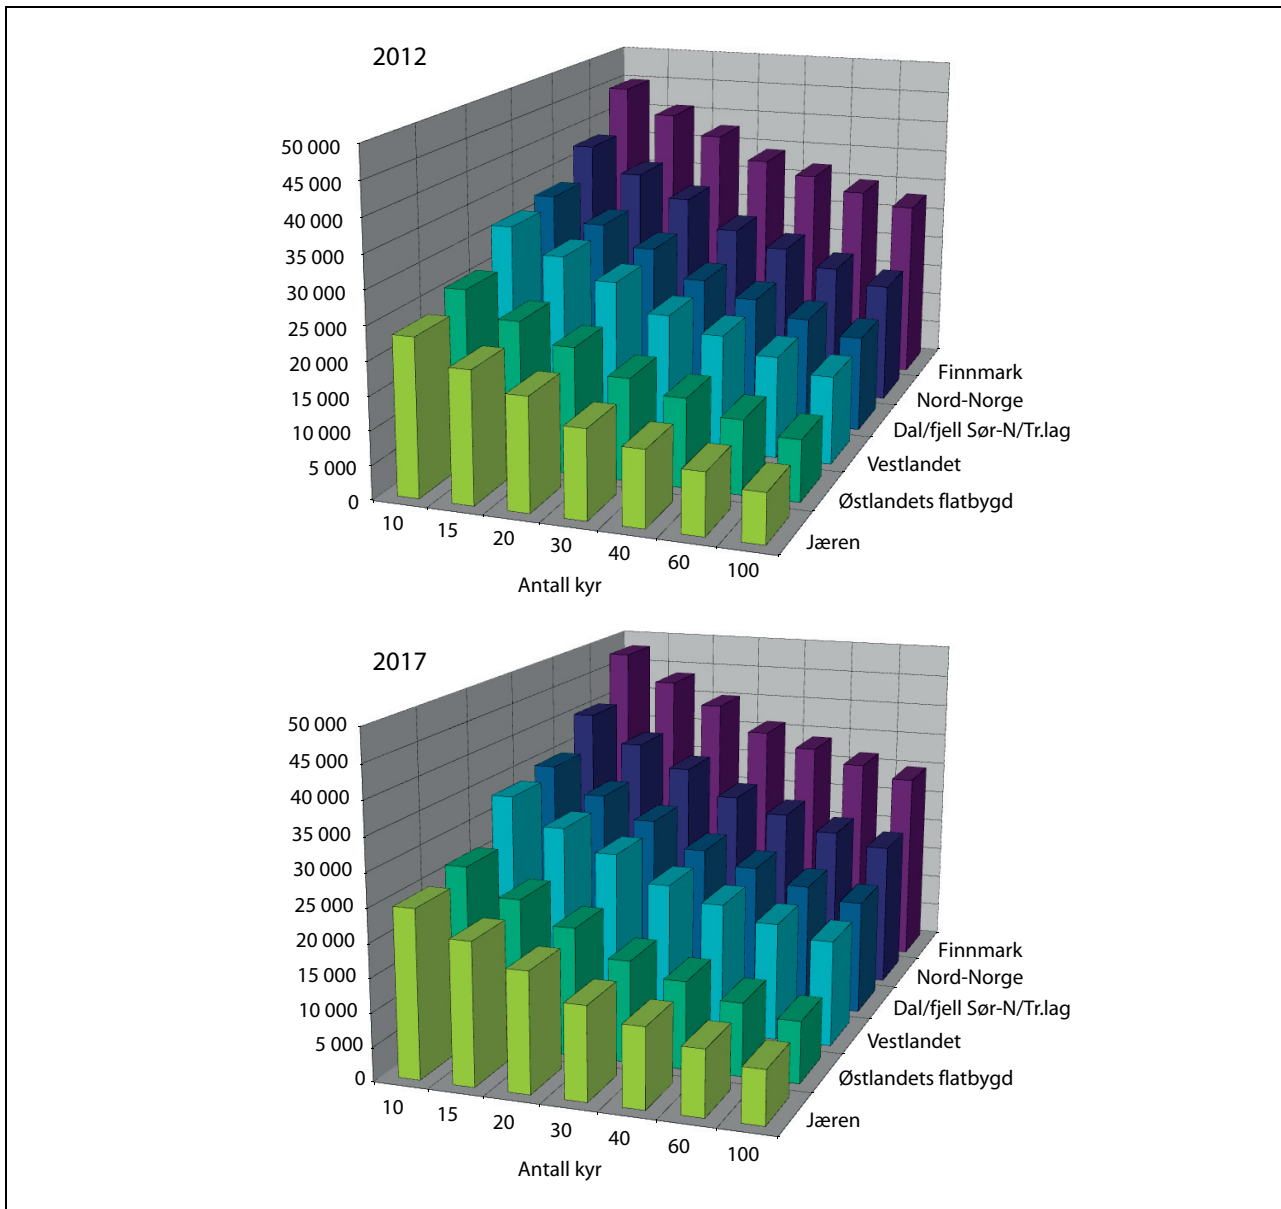 2012
50 000
45 000
40 000
35 000
30 000
25 000
20 000
15 000
10 000
5 000
0
10
15
20
30
40
60
100
Antall kyr
Finnmark
Nord-Norge
Dal/fjell Sør-N/Tr.lag
Vestlandet
Østlandets flatbygd
Jæren
2017
50 000
45 000
40 000
35 000
30 000
25 000
20 000
15 000
10 000
5 000
0
10
15
20
30
40
60
100
Antall kyr
Finnmark
Nord-Norge
Dal/fjell Sør-N/Tr.lag
Vestlandet
Østlandets flatbygd
Jæren